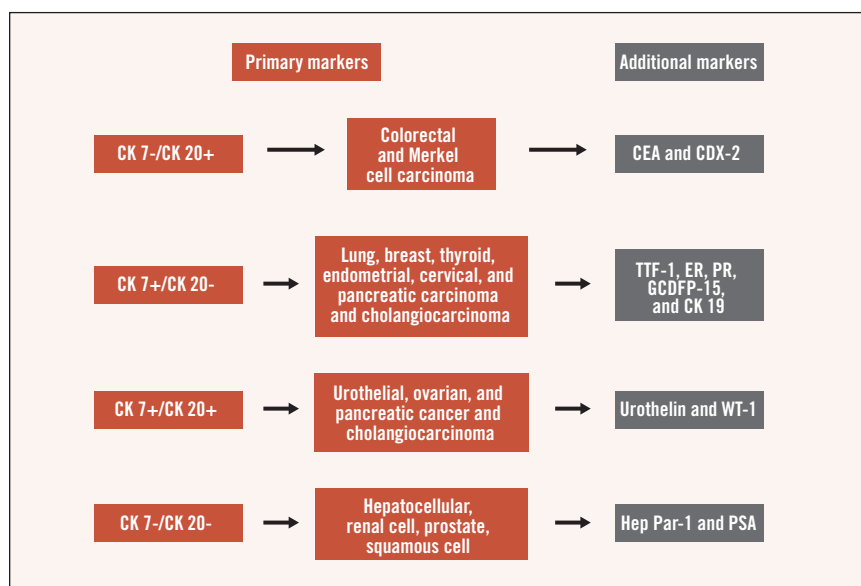 Primary markers
Additional markers
CK 7-/CK 20+
Colorectal
and Merkel
cell carcinoma
CEA and CDX-2
CK 7+/CK 20-
Lung, breast, thyroid,
endometrial, cervical, and
pancreatic carcinoma
and cholangiocarcinoma
TTF-1, ER, PR,
GCDFP-15,
and CK 19
CK 7+/CK 20+
Urothelial, ovarian, and
pancreatic cancer and
cholangiocarcinoma
Urothelin and WT-1
CK 7-/CK 20-
Hepatocellular,
renal cell, prostate,
squamous cell
Hep Par-1 and PSA